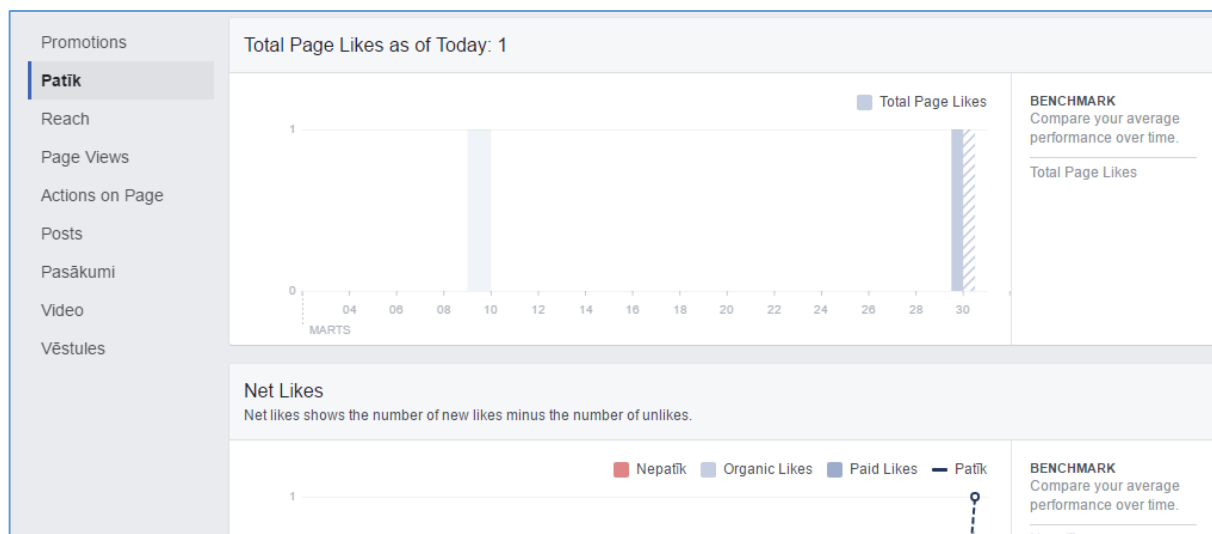 Promotions
Patīk
Reach
Page Views
Actions on Page
Posts
Pasākumi
Video
Vēstules
Total Page Likes as of Today: 1
Total Page Likes
1
0
04 06 08 10 12 14 16 18 20 22 24 26 28 30
MARTS
BENCHMARK
Compare your average
performance over time.
Total Page Likes
Net Likes
Net likes shows the number of new likes minus the number of unlikes.
Nepatīk Organic Likes Paid Likes Patīk
1
BENCHMARK
Compare your average
performance over time.